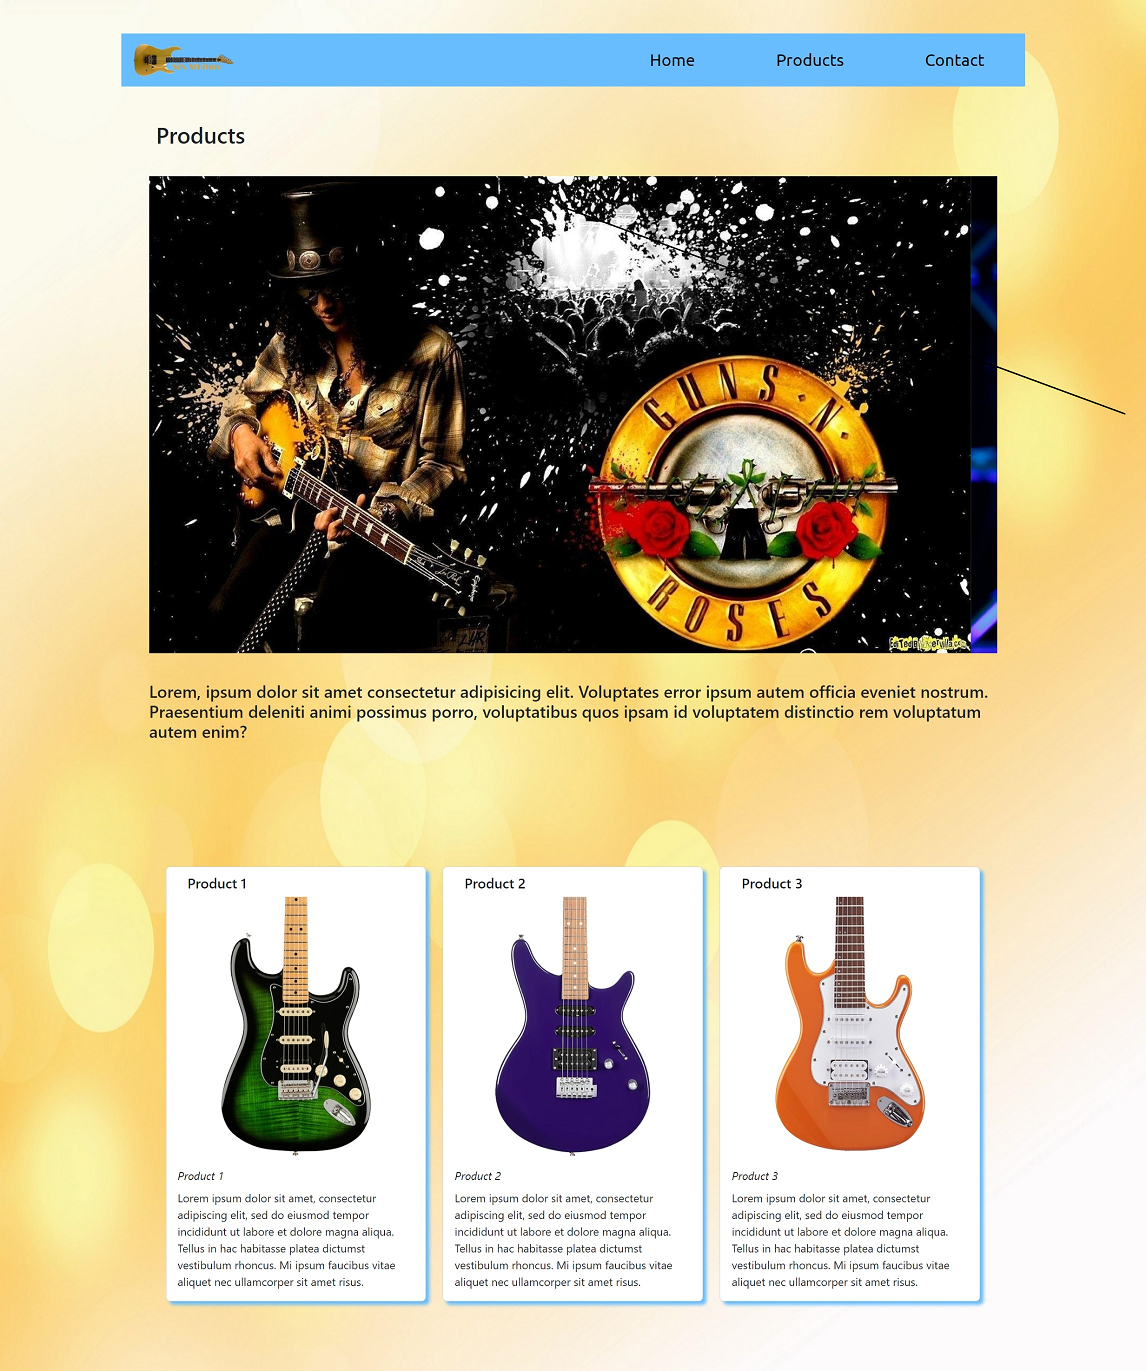 Home Products Contact
Products
GUNS N'
ROSES
Lorem, ipsum dolor sit amet consectetur adipisicing elit. Voluptates error ipsum autem officia eveniet nostrum.
Praesentium deleniti animi possimus porro, voluptatibus quos ipsam id voluptatem distinctio rem voluptatum
autem enim?
Product 1
Product 1
Lorem ipsum dolor sit amet, consectetur
adipiscing elit, sed do eiusmod tempor
incididunt ut labore et dolore magna aliqua.
Tellus in hac habitasse platea dictumst
vestibulum rhoncus. Mi ipsum faucibus vitae
aliquet nec ullamcorper sit amet risus.
Product 2
Product 2
Lorem ipsum dolor sit amet, consectetur
adipiscing elit, sed do eiusmod tempor
incididunt ut labore et dolore magna aliqua.
Tellus in hac habitasse platea dictumst
vestibulum rhoncus. Mi ipsum faucibus vitae
aliquet nec ullamcorper sit amet risus.
Product 3
Product 3
Lorem ipsum dolor sit amet, consectetur
adipiscing elit, sed do eiusmod tempor
incididunt ut labore et dolore magna aliqua.
Tellus in hac habitasse platea dictumst
vestibulum rhoncus. Mi ipsum faucibus vitae
aliquet nec ullamcorper sit amet risus.